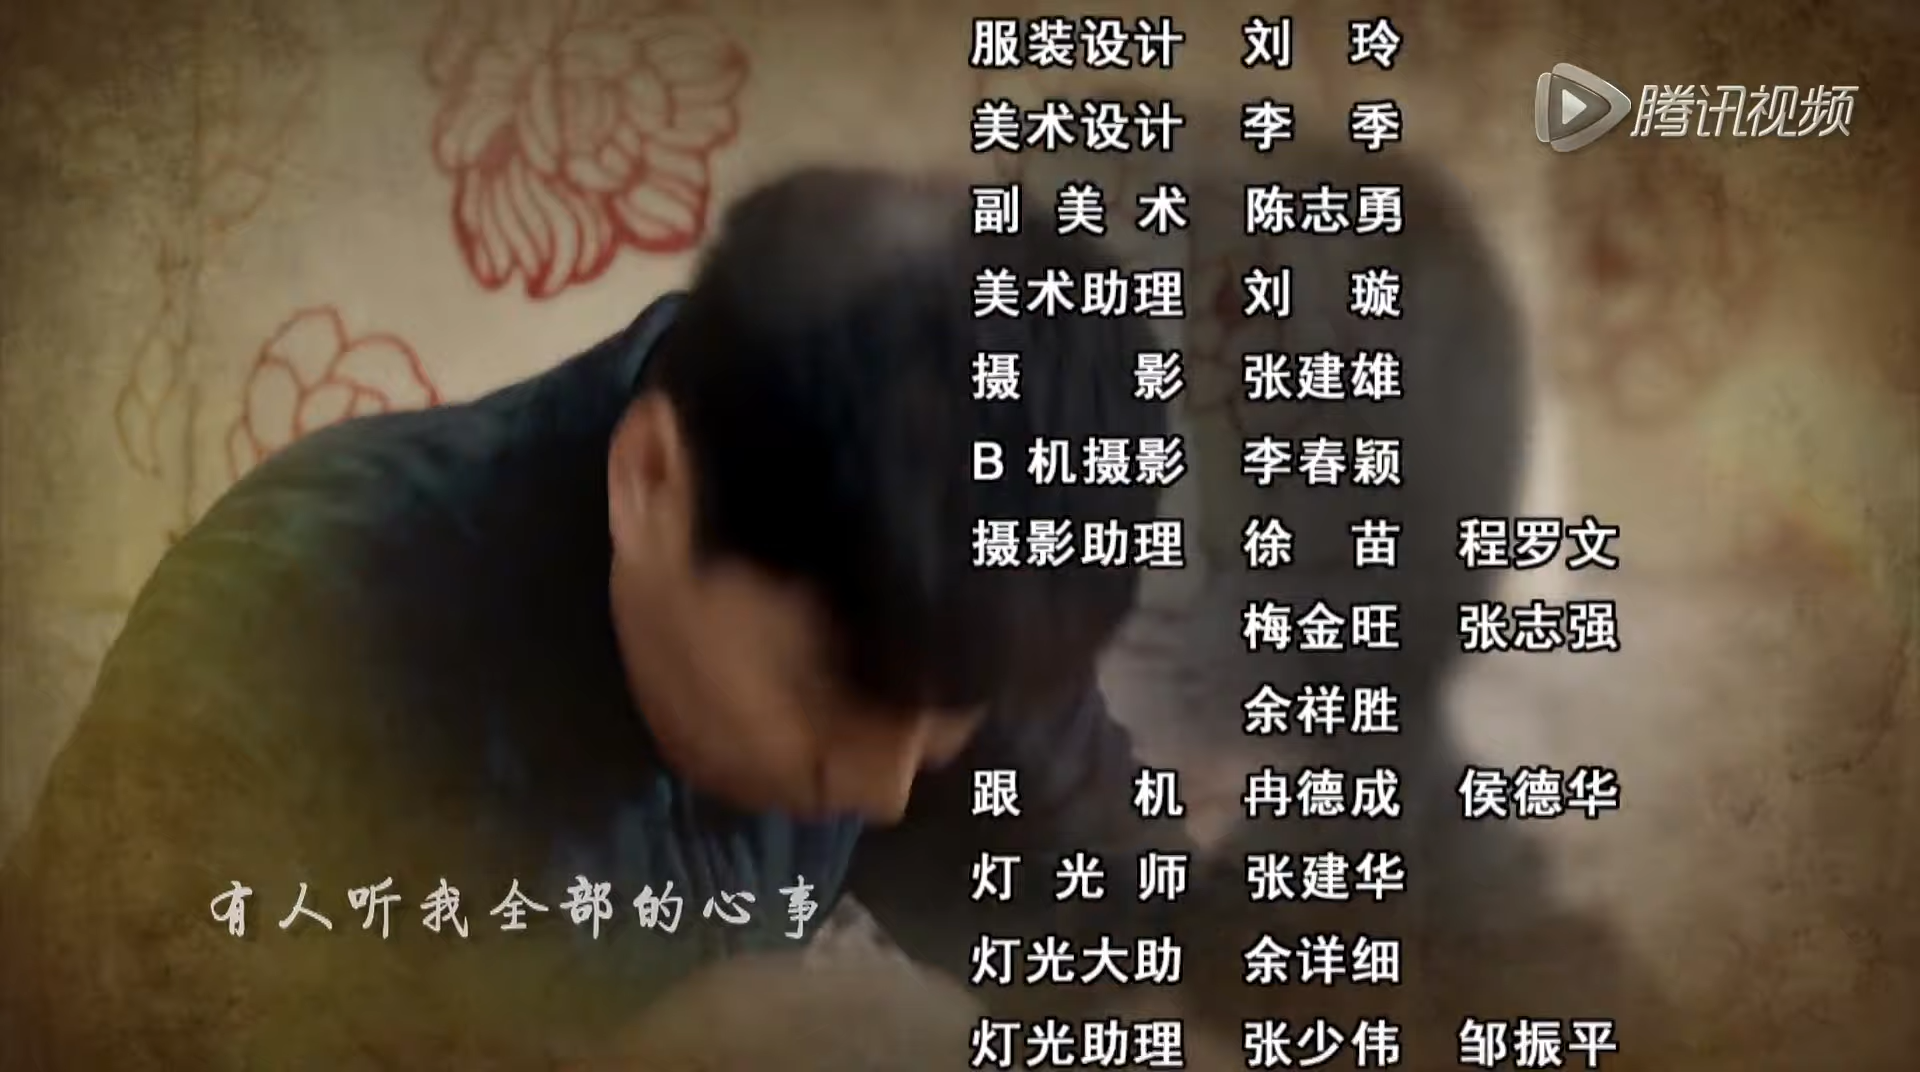 服装设计 刘 玲
腾讯视频
美术设计 李 季
副 美 术 陈志勇
美术助理 刘 璇
摄 影 张建雄
B 机摄影 李春颖
摄影助理 徐 苗 程罗文
梅金旺 张志强
余祥胜
跟 机 冉德成 侯德华
灯 光 师 张建华
有人听我全部的心事
灯光大助 余详细
灯光助理 张少伟 邹振平